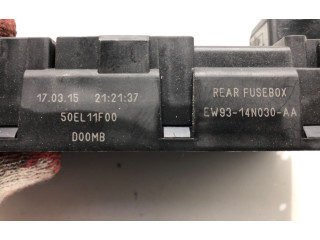 17.03.15 21:21:37
50EL11F00
D00MB
REAR FUSEBOX
EW93-14N030-AA